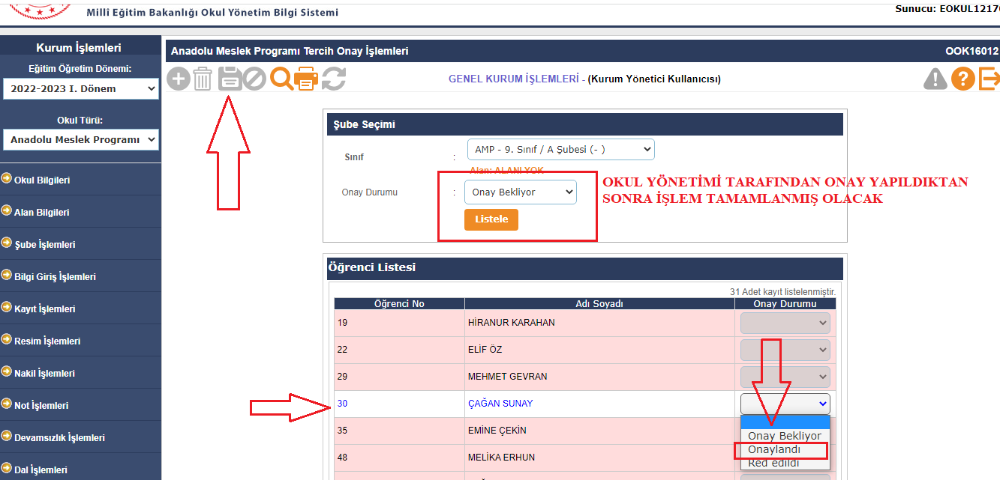 Millî Eğitim Bakanlığı Okul Yönetim Bilgi Sistemi
Sunucu: EOKUL1217
Kurum İşlemleri
Eğitim Öğretim Dönemi:
2022-2023 I. Dönem
Okul Türü:
Anadolu Meslek Programı
Okul Bilgileri
Alan Bilgileri
Şube İşlemleri
Bilgi Giriş İşlemleri
Kayıt İşlemleri
Resim İşlemleri
Nakil İşlemleri
Not İşlemleri
Devamsızlık İşlemleri
Dal İşlemleri
Anadolu Meslek Programı Tercih Onay İşlemleri
OOK16012
GENEL KURUM İŞLEMLERİ - (Kurum Yönetici Kullanıcısı)
Şube Seçimi
Sınıf : AMP - 9. Sınıf / A Şubesi (- )
Alan: ALANI YOK
Onay Durumu : Onay Bekliyor
Listele
OKUL YÖNETİMİ TARAFINDAN ONAY YAPILDIKTAN
SONRA İŞLEM TAMAMLANMIŞ OLACAK
Öğrenci Listesi
31 Adet kayıt listelenmiştir.
Öğrenci No Adı Soyadı Onay Durumu
19 HİRANUR KARAHAN
22 ELİF ÖZ
29 MEHMET GEVRAN
30 ÇAĞAN SUNAY
35 EMİNE ÇEKİN
48 MELİKA ERHUN
Onay Bekliyor
Onaylandı
Red edildi